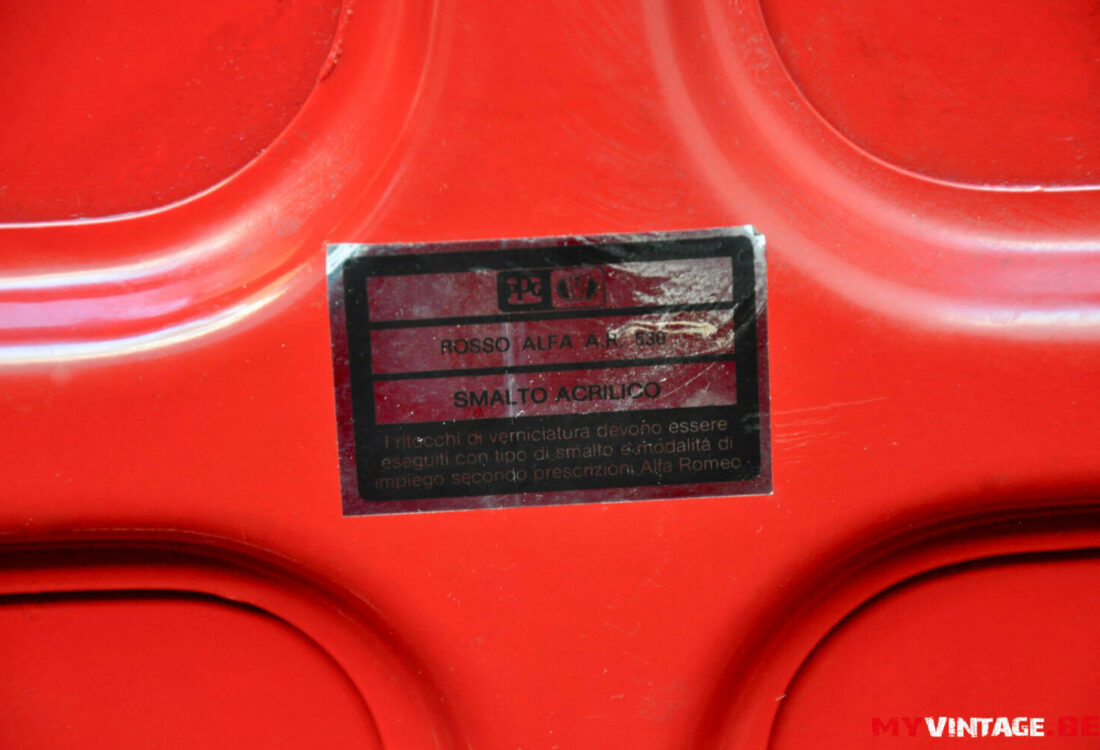 PPG
ROSSO ALFA A.R. 530
SMALTO ACRILICO
I ritocchi di verniciatura devono essere
eseguiti con tipo di smalto e modalità di
impiego secondo prescrizioni Alfa Romeo
MYVINTAGE.BE